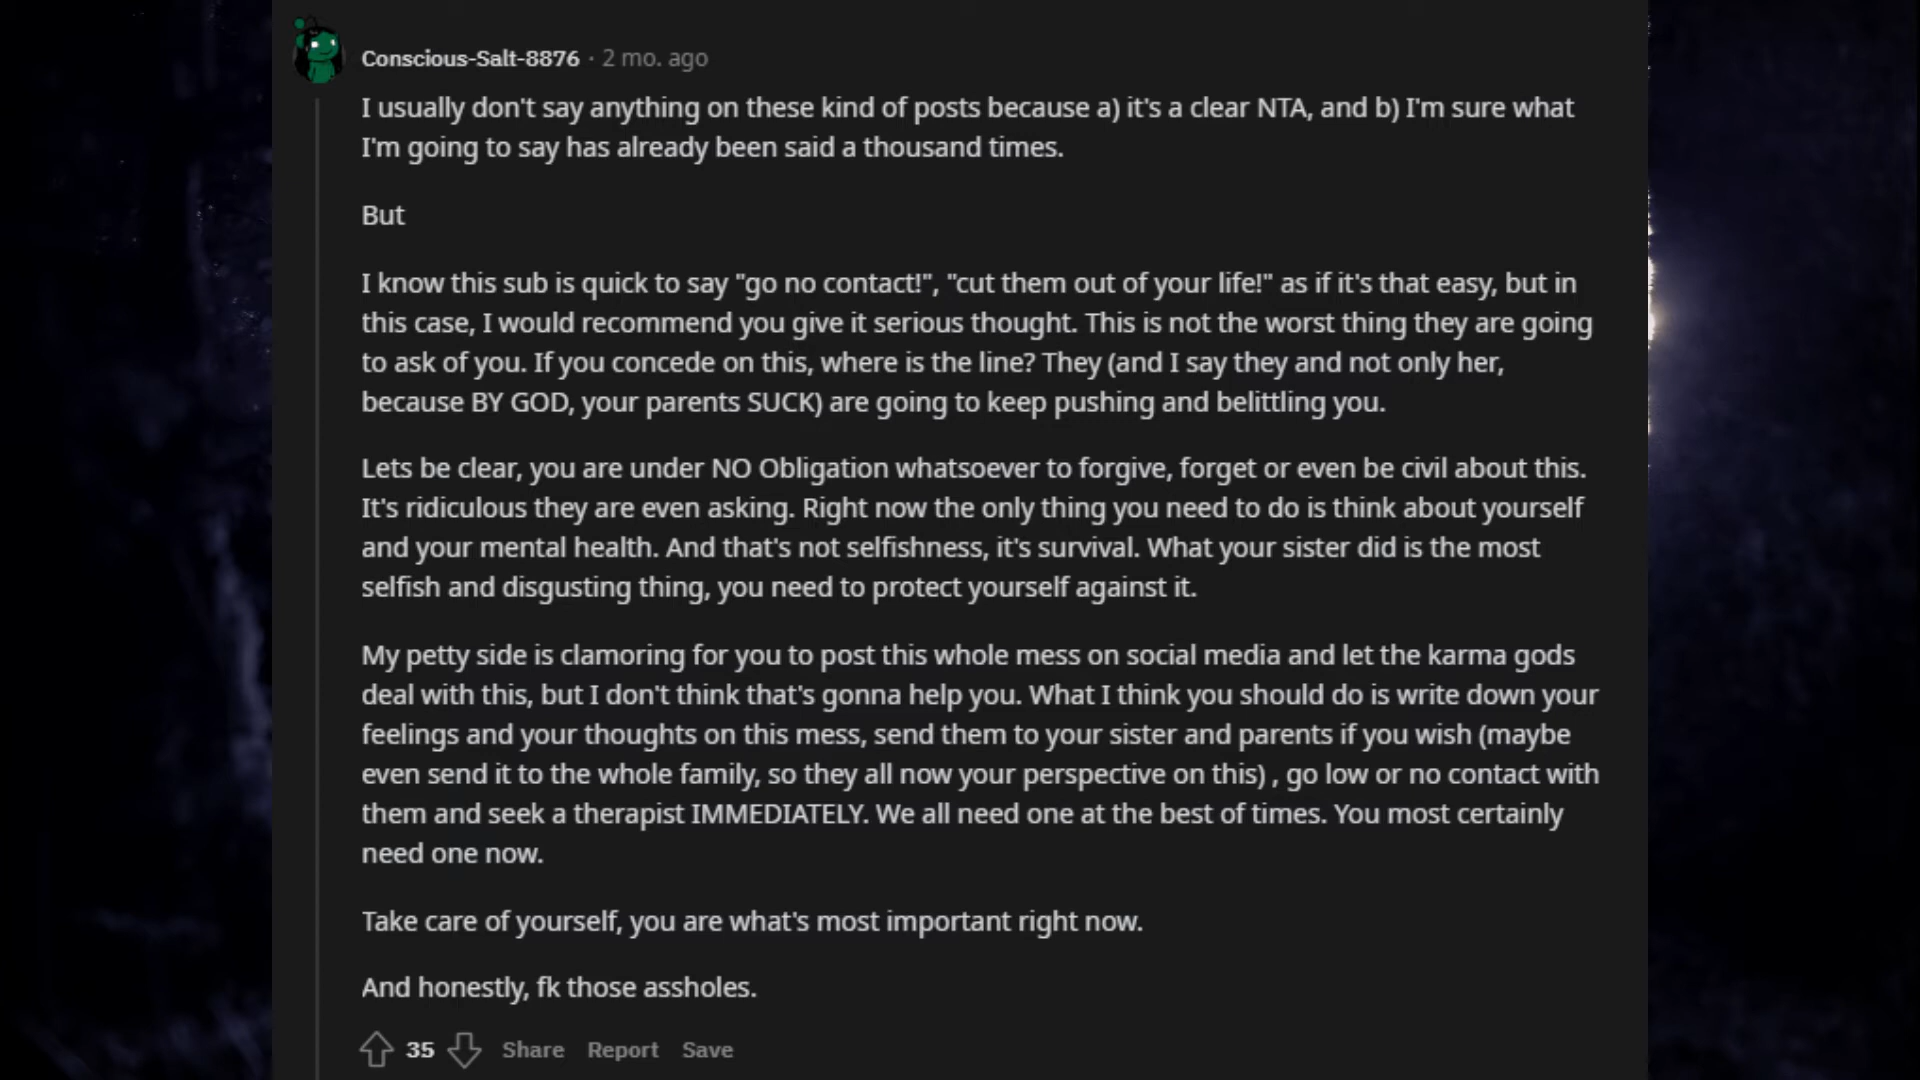 Conscious-Salt-8876 · 2 mo. ago
I usually don't say anything on these kind of posts because a) it's a clear NTA, and b) I'm sure what
I'm going to say has already been said a thousand times.
But
I know this sub is quick to say "go no contact!", "cut them out of your life!" as if it's that easy, but in
this case, I would recommend you give it serious thought. This is not the worst thing they are going
to ask of you. If you concede on this, where is the line? They (and I say they and not only her,
because BY GOD, your parents SUCK) are going to keep pushing and belittling you.
Lets be clear, you are under NO Obligation whatsoever to forgive, forget or even be civil about this.
It's ridiculous they are even asking. Right now the only thing you need to do is think about yourself
and your mental health. And that's not selfishness, it's survival. What your sister did is the most
selfish and disgusting thing, you need to protect yourself against it.
My petty side is clamoring for you to post this whole mess on social media and let the karma gods
deal with this, but I don't think that's gonna help you. What I think you should do is write down your
feelings and your thoughts on this mess, send them to your sister and parents if you wish (maybe
even send it to the whole family, so they all now your perspective on this) , go low or no contact with
them and seek a therapist IMMEDIATELY. We all need one at the best of times. You most certainly
need one now.
Take care of yourself, you are what's most important right now.
And honestly, fk those assholes.
35 Share Report Save